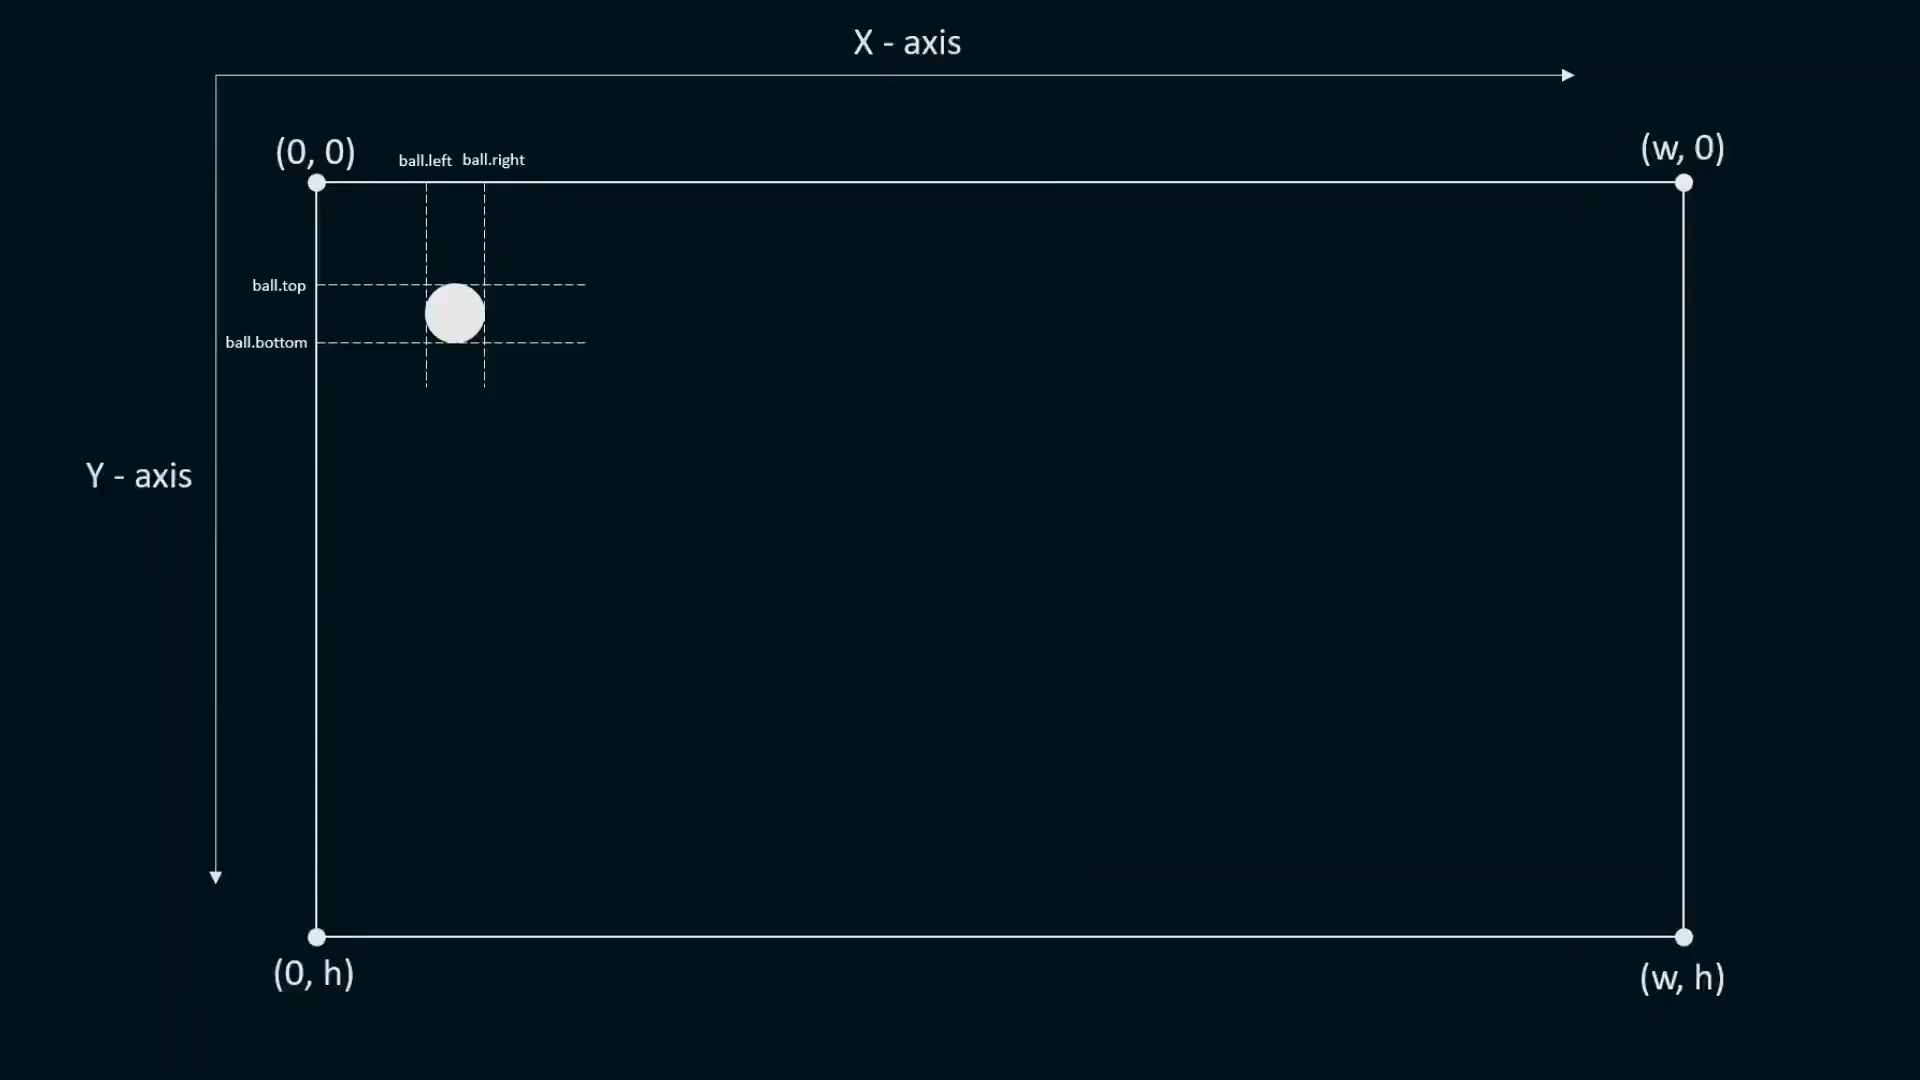 X - axis
(0, 0)
ball.left
ball.right
(w, 0)
ball.top
ball.bottom
Y - axis
(0, h)
(w, h)